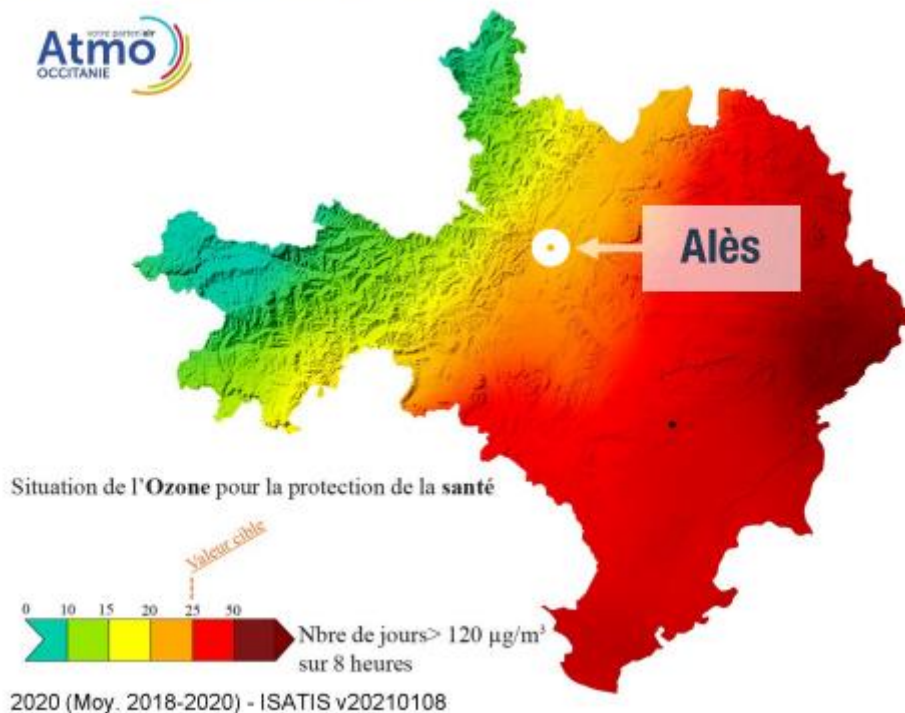 votre parten'air
Atmo
OCCITANIE
Alès
Situation de l'Ozone pour la protection de la santé
Valeur cible
0 10 15 20 25 50
Nbre de jours> 120 µg/m³
sur 8 heures
2020 (Moy. 2018-2020) - ISATIS v20210108